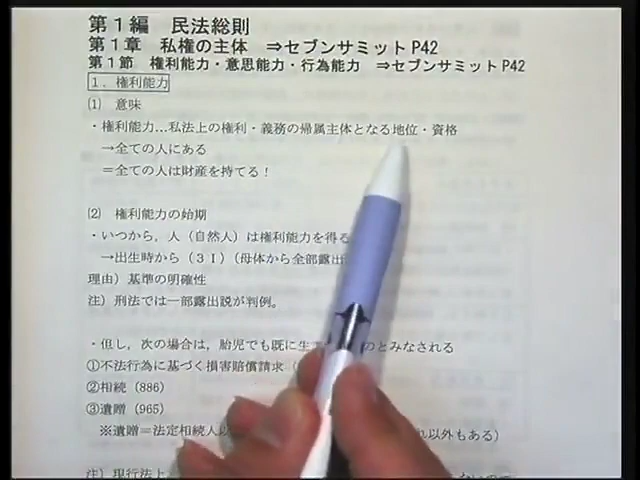 第１編　民法総則
第１章　私権の主体　⇒セブンサミットP42
第１節　権利能力・意思能力・行為能力　⇒セブンサミットP42
１．権利能力
⑴　意味
・権利能力…私法上の権利・義務の帰属主体となる地位・資格
→全ての人にある
＝全ての人は財産を持てる！
⑵　権利能力の始期
・いつから，人（自然人）は権利能力を得る
→出生時から（３Ⅰ）（母体から全部露出
理由）基準の明確性
注）刑法では一部露出説が判例。
・但し，次の場合は，胎児でも既に生 のとみなされる
①不法行為に基づく損害賠償請求（
②相続（886）
③遺贈（965）
※遺贈＝法定相続人以 れ以外もある）
注）現行法上